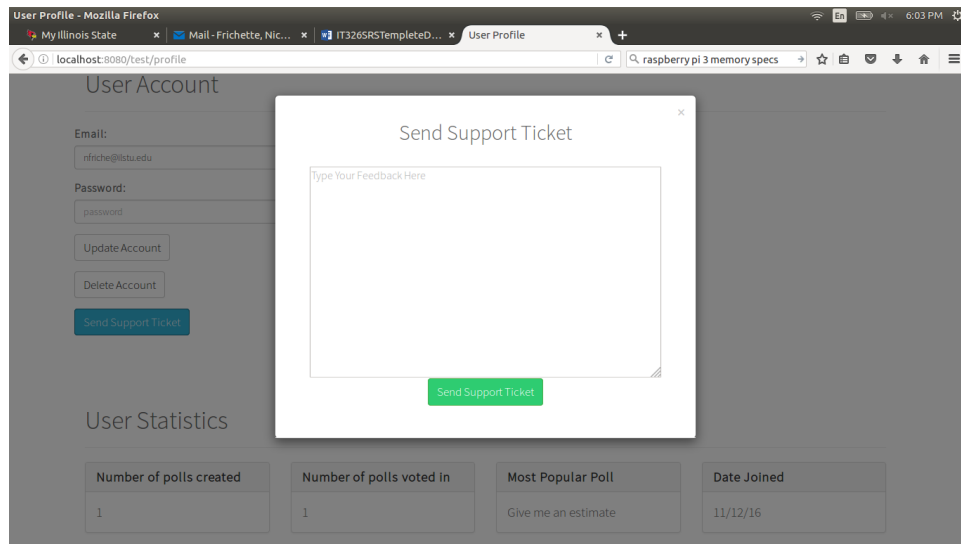 User Profile - Mozilla Firefox
En
6:03 PM
My Illinois State
Mail - Frichette, Nic...
IT326SRSTempleteD...
User Profile
localhost:8080/test/profile
raspberry pi 3 memory specs
User Account
Email:
nfriche@ilstu.edu
Password:
password
Update Account
Delete Account
Send Support Ticket
×
Send Support Ticket
Type Your Feedback Here
Send Support Ticket
User Statistics
Number of polls created
Number of polls voted in
Most Popular Poll
Date Joined
1
1
Give me an estimate
11/12/16